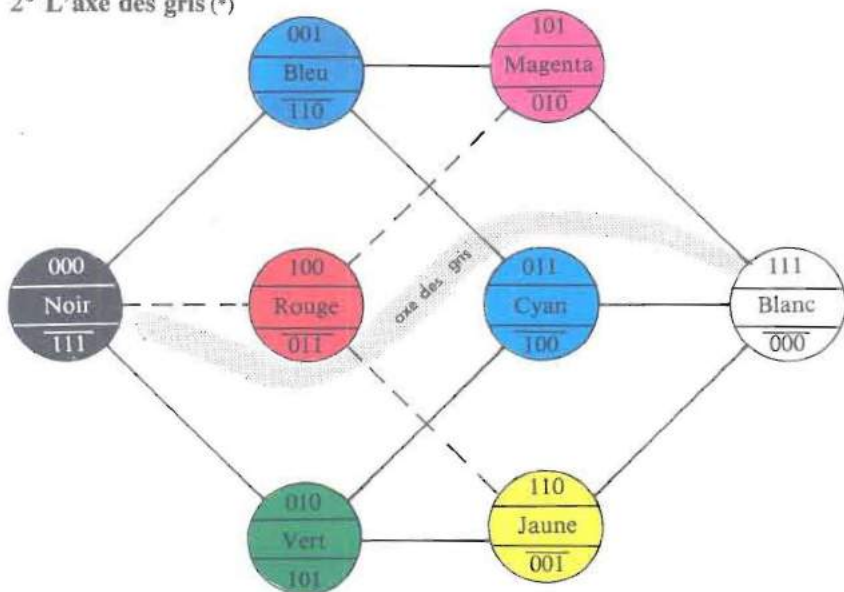 2° L'axe des gris (*)
001
Bleu
110
101
Magenta
010
000
Noir
111
100
Rouge
011
axe des gris
011
Cyan
100
111
Blanc
000
010
Vert
101
110
Jaune
001